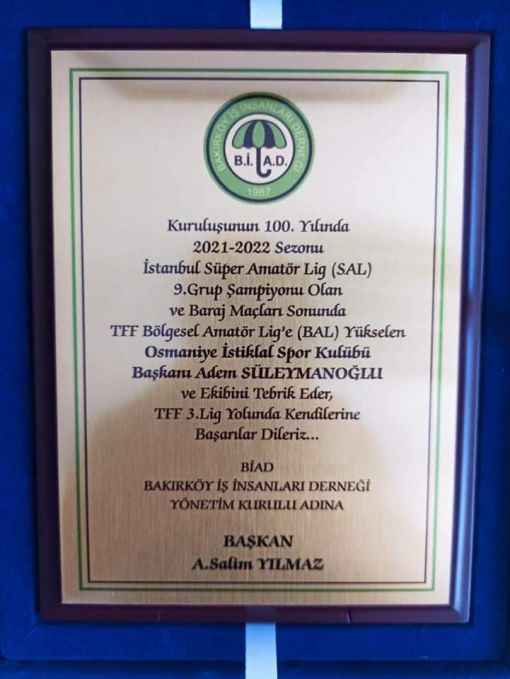 BAKIRKÖY İŞ İNSANLARI DERNEĞİ
B.İ. A.D.
1987
Kuruluşunun 100. Yılında
2021-2022 Sezonu
İstanbul Süper Amatör Lig (SAL)
9.Grup Şampiyonu Olan
ve Baraj Maçları Sonunda
TFF Bölgesel Amatör Lig'e (BAL) Yükselen
Osmaniye İstiklal Spor Kulübü
Başkanı Adem SÜLEYMANOĞLU
ve Ekibini Tebrik Eder,
TFF 3.Lig Yolunda Kendilerine
Başarılar Dileriz...
BİAD
BAKIRKÖY İŞ İNSANLARI DERNEĞİ
YÖNETİM KURULU ADINA
BAŞKAN
A.Salim YILMAZ